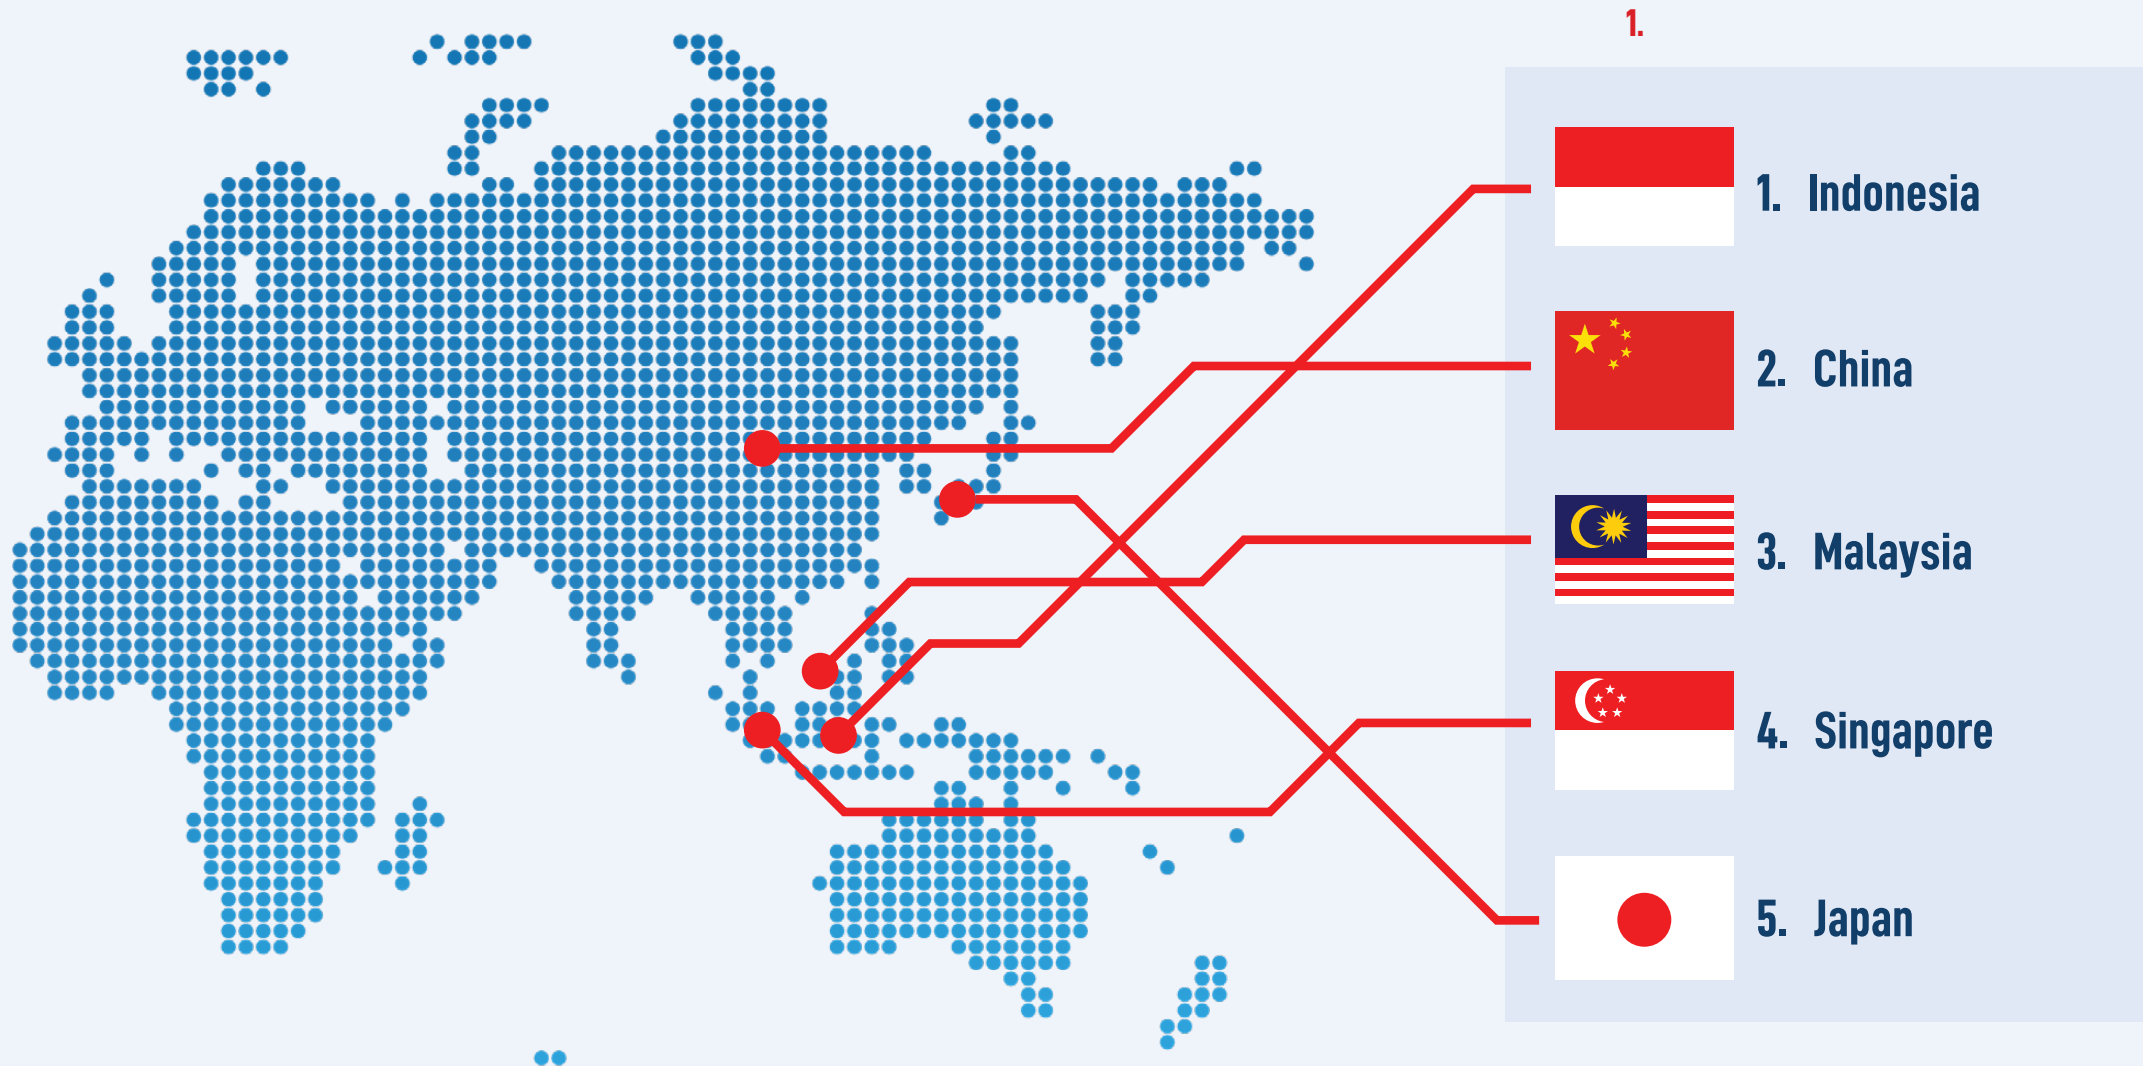 1.
1. Indonesia
2. China
3. Malaysia
4. Singapore
5. Japan